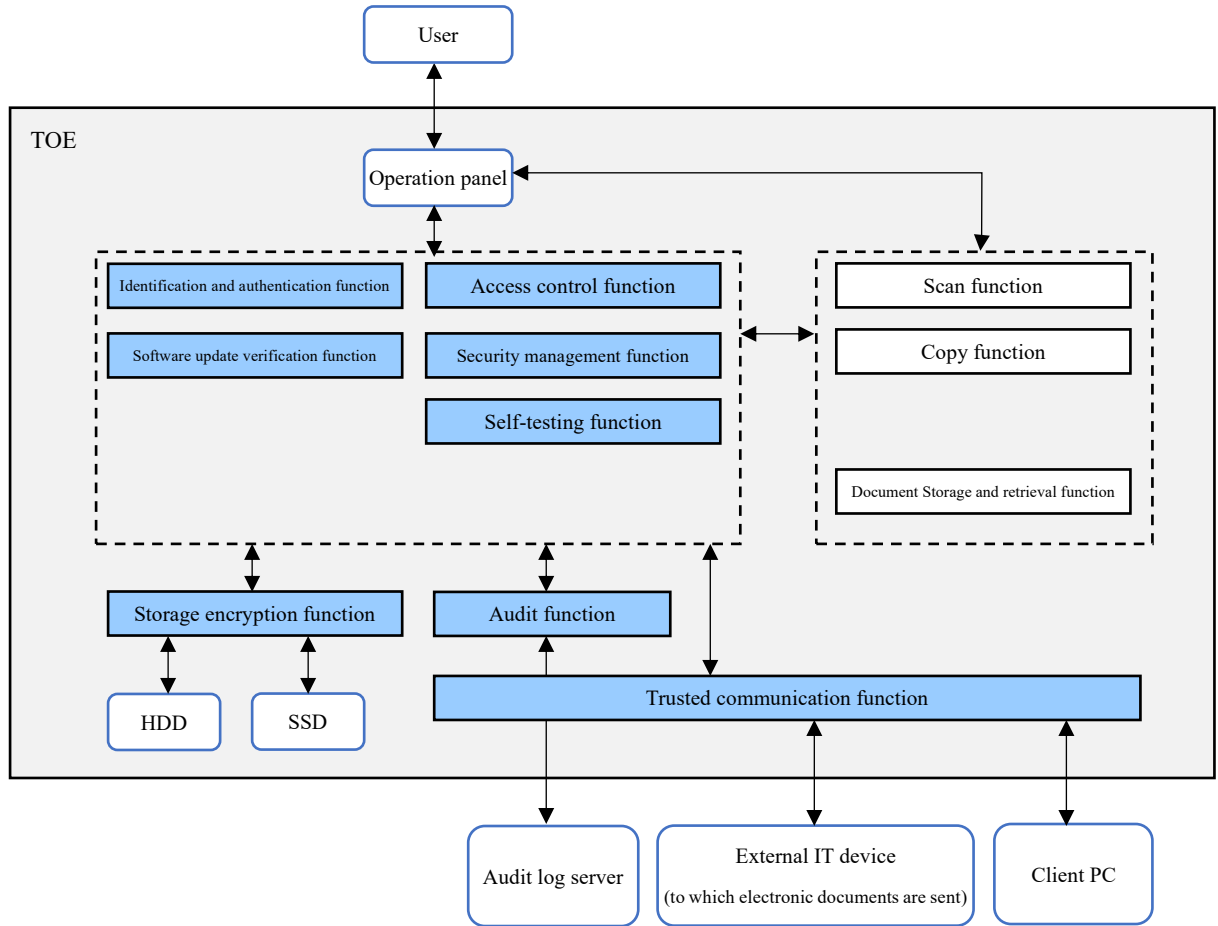 User
TOE
Operation panel
Identification and authentication function
Access control function
Scan function
Software update verification function
Security management function
Copy function
Self-testing function
Document Storage and retrieval function
Storage encryption function
Audit function
Trusted communication function
HDD
SSD
Audit log server
External IT device
(to which electronic documents are sent)
Client PC